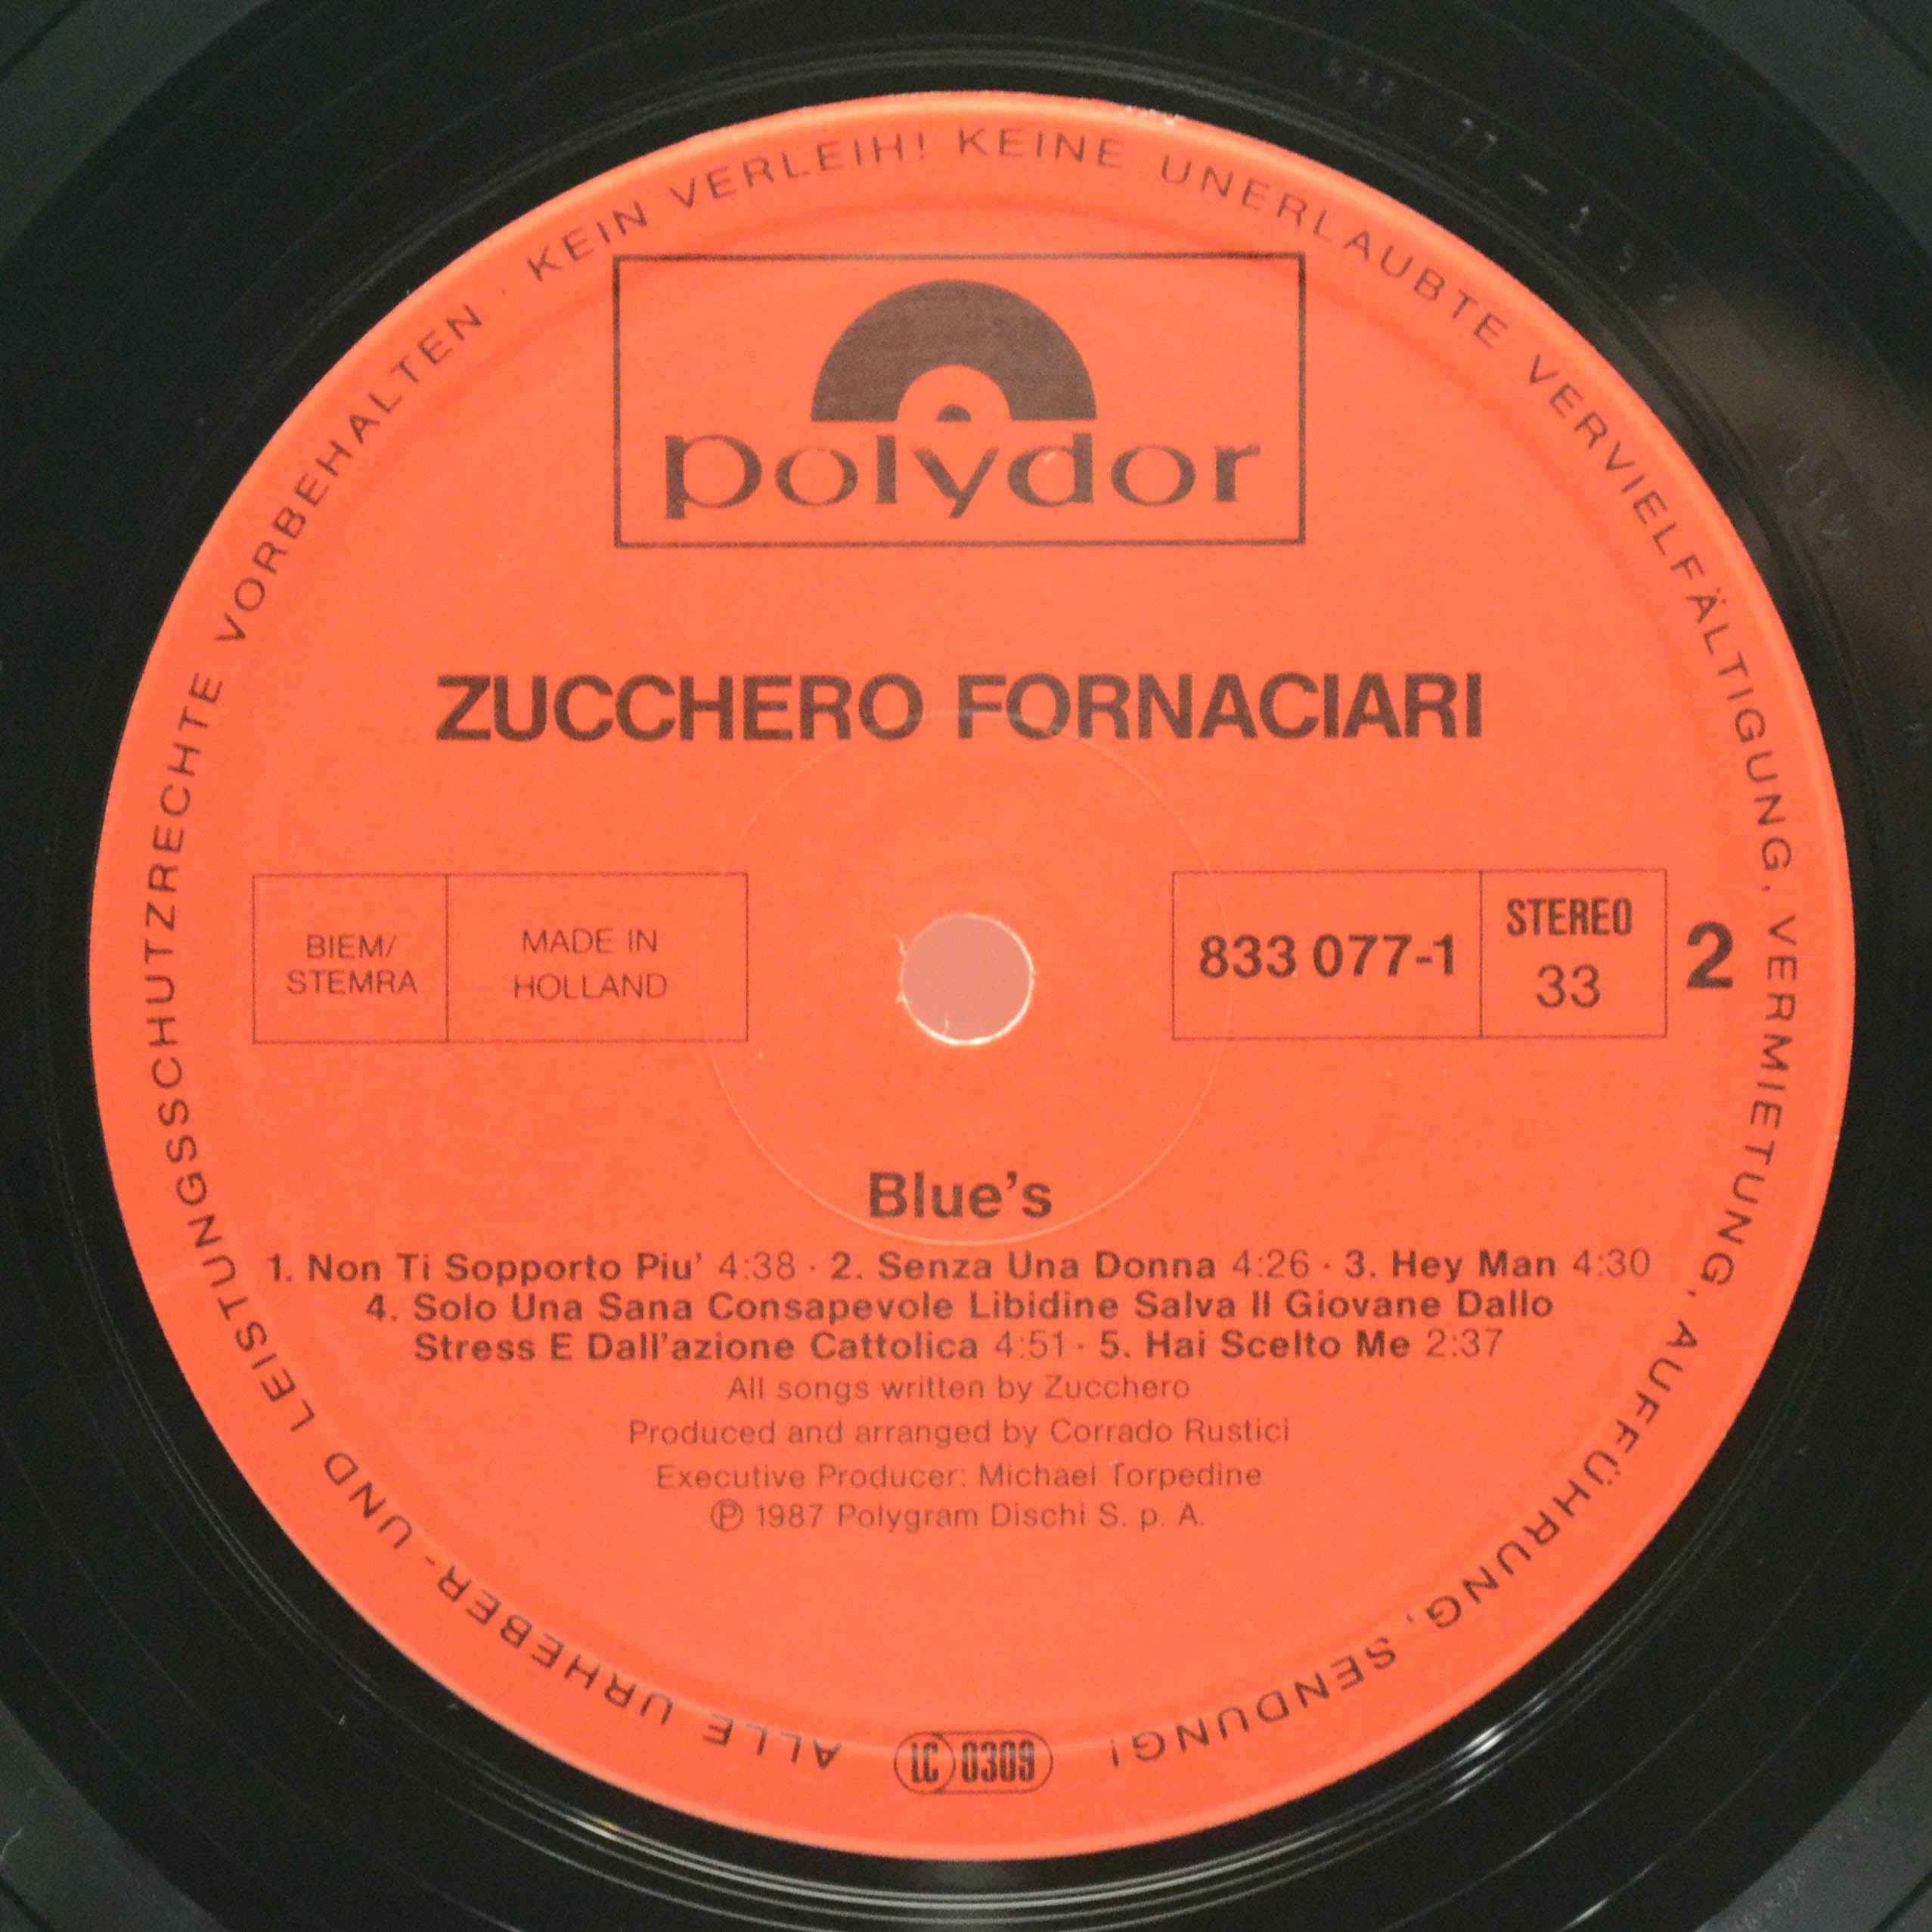 ALLE URHEBER- UND LEISTUNGSSCHUTZRECHTE VORBEHALTEN · KEIN VERLEIH! KEINE UNERLAUBTE VERVIELFÄLTIGUNG, VERMIETUNG, AUFFÜHRUNG, SENDUNG!
polydor
ZUCCHERO FORNACIARI
BIEM/
STEMRA
MADE IN
HOLLAND
833 077-1
STEREO
33
2
Blue's
1. Non Ti Sopporto Piu' 4:38 · 2. Senza Una Donna 4:26 · 3. Hey Man 4:30
4. Solo Una Sana Consapevole Libidine Salva Il Giovane Dallo
Stress E Dall'azione Cattolica 4:51 · 5. Hai Scelto Me 2:37
All songs written by Zucchero
Produced and arranged by Corrado Rustici
Executive Producer: Michael Torpedine
℗ 1987 Polygram Dischi S. p. A.
LC 0309